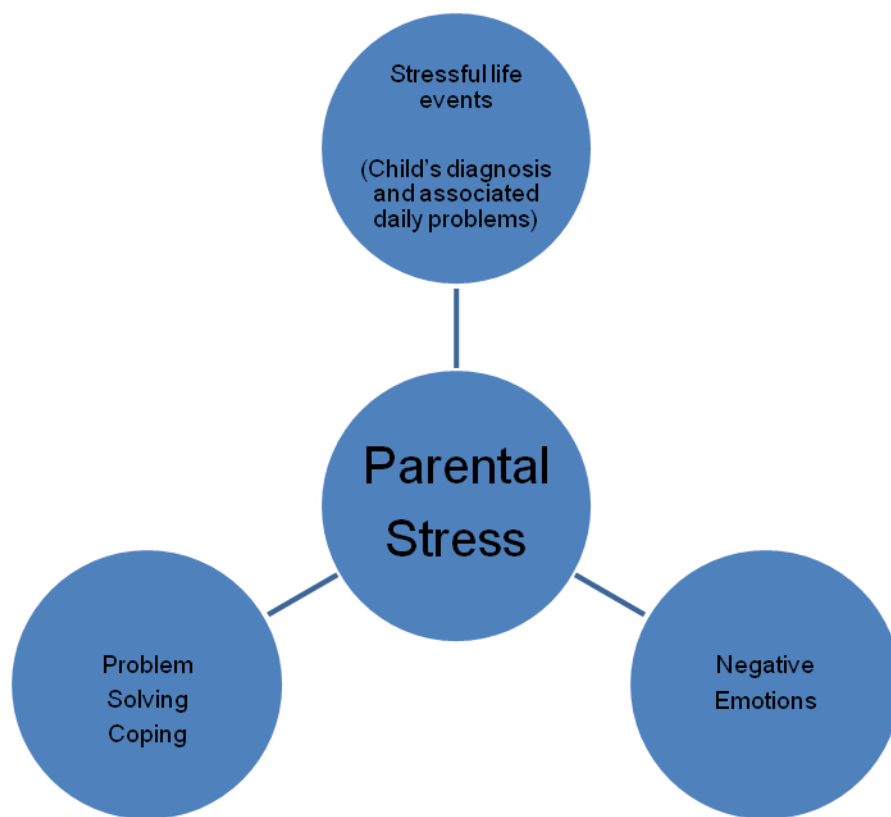 Stressful life
events
(Child's diagnosis
and associated
daily problems)
Parental
Stress
Problem
Solving
Coping
Negative
Emotions